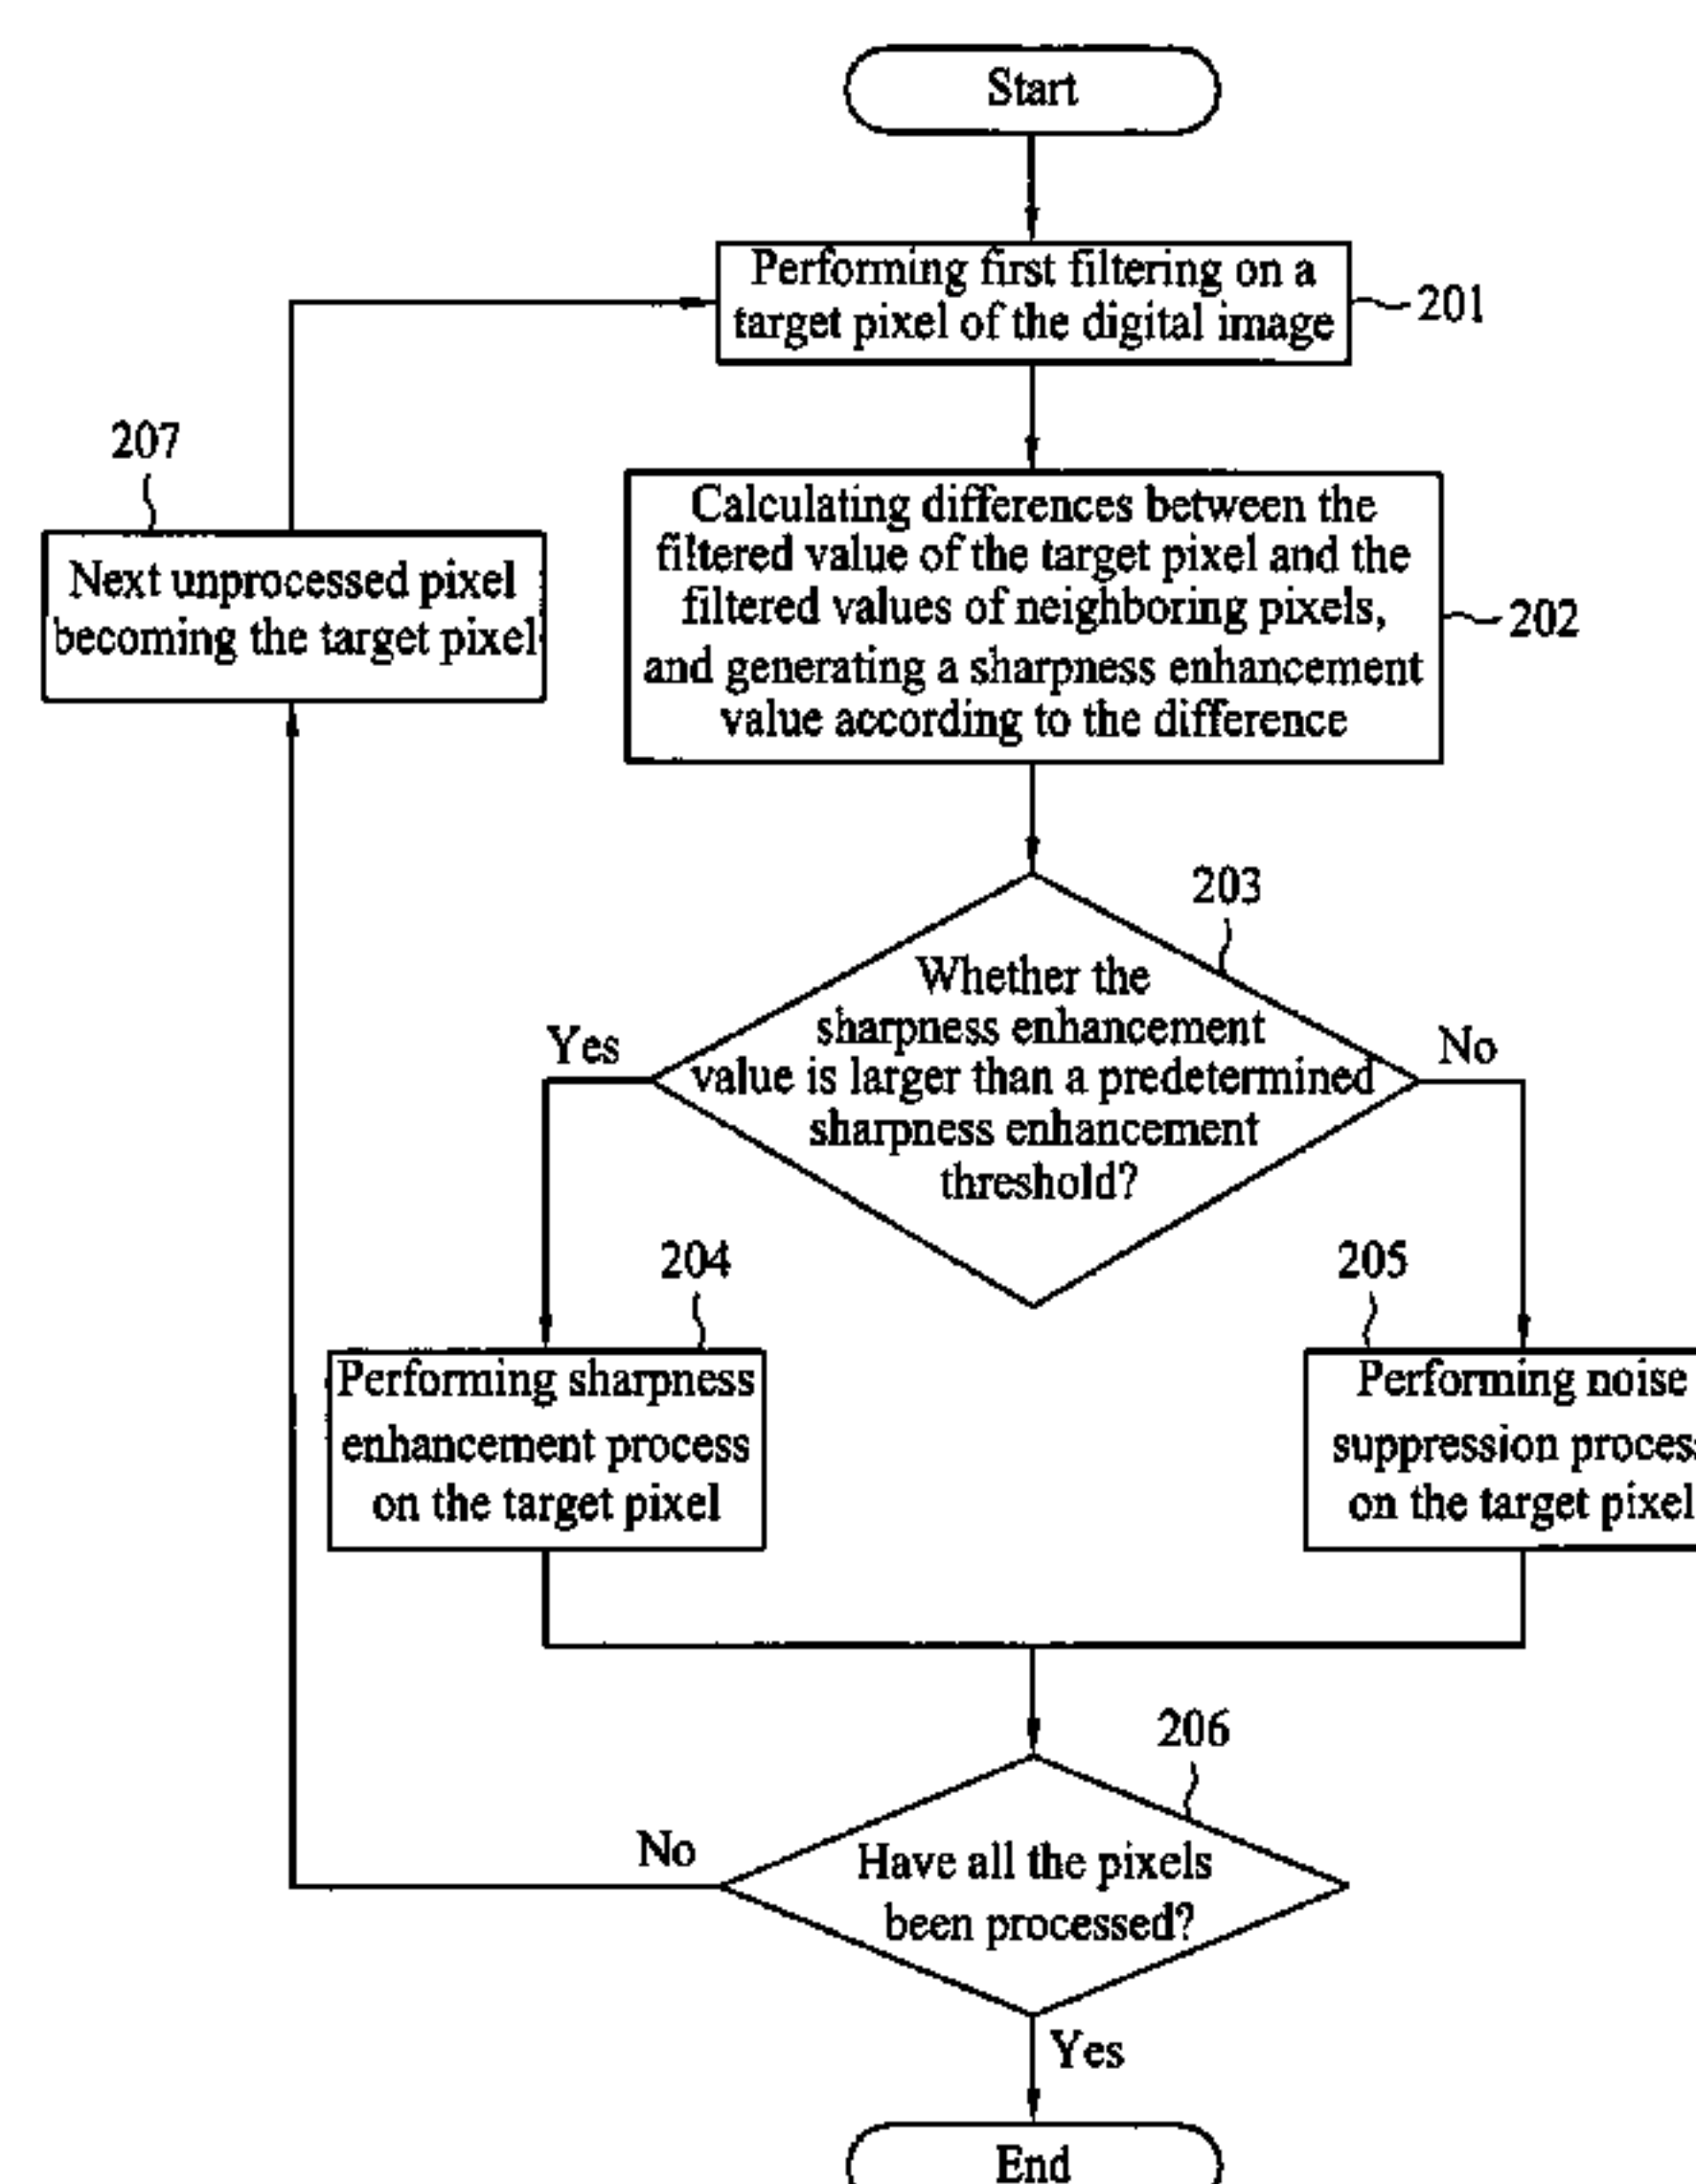 Start
Performing first filtering on a
target pixel of the digital image
201
207
Next unprocessed pixel
becoming the target pixel
Calculating differences between the
filtered value of the target pixel and the
filtered values of neighboring pixels,
and generating a sharpness enhancement
value according to the difference
202
203
Whether the
sharpness enhancement
value is larger than a predetermined
sharpness enhancement
threshold?
Yes
No
204
Performing sharpness
enhancement process
on the target pixel
205
Performing noise
suppression process
on the target pixel
206
Have all the pixels
been processed?
No
Yes
End